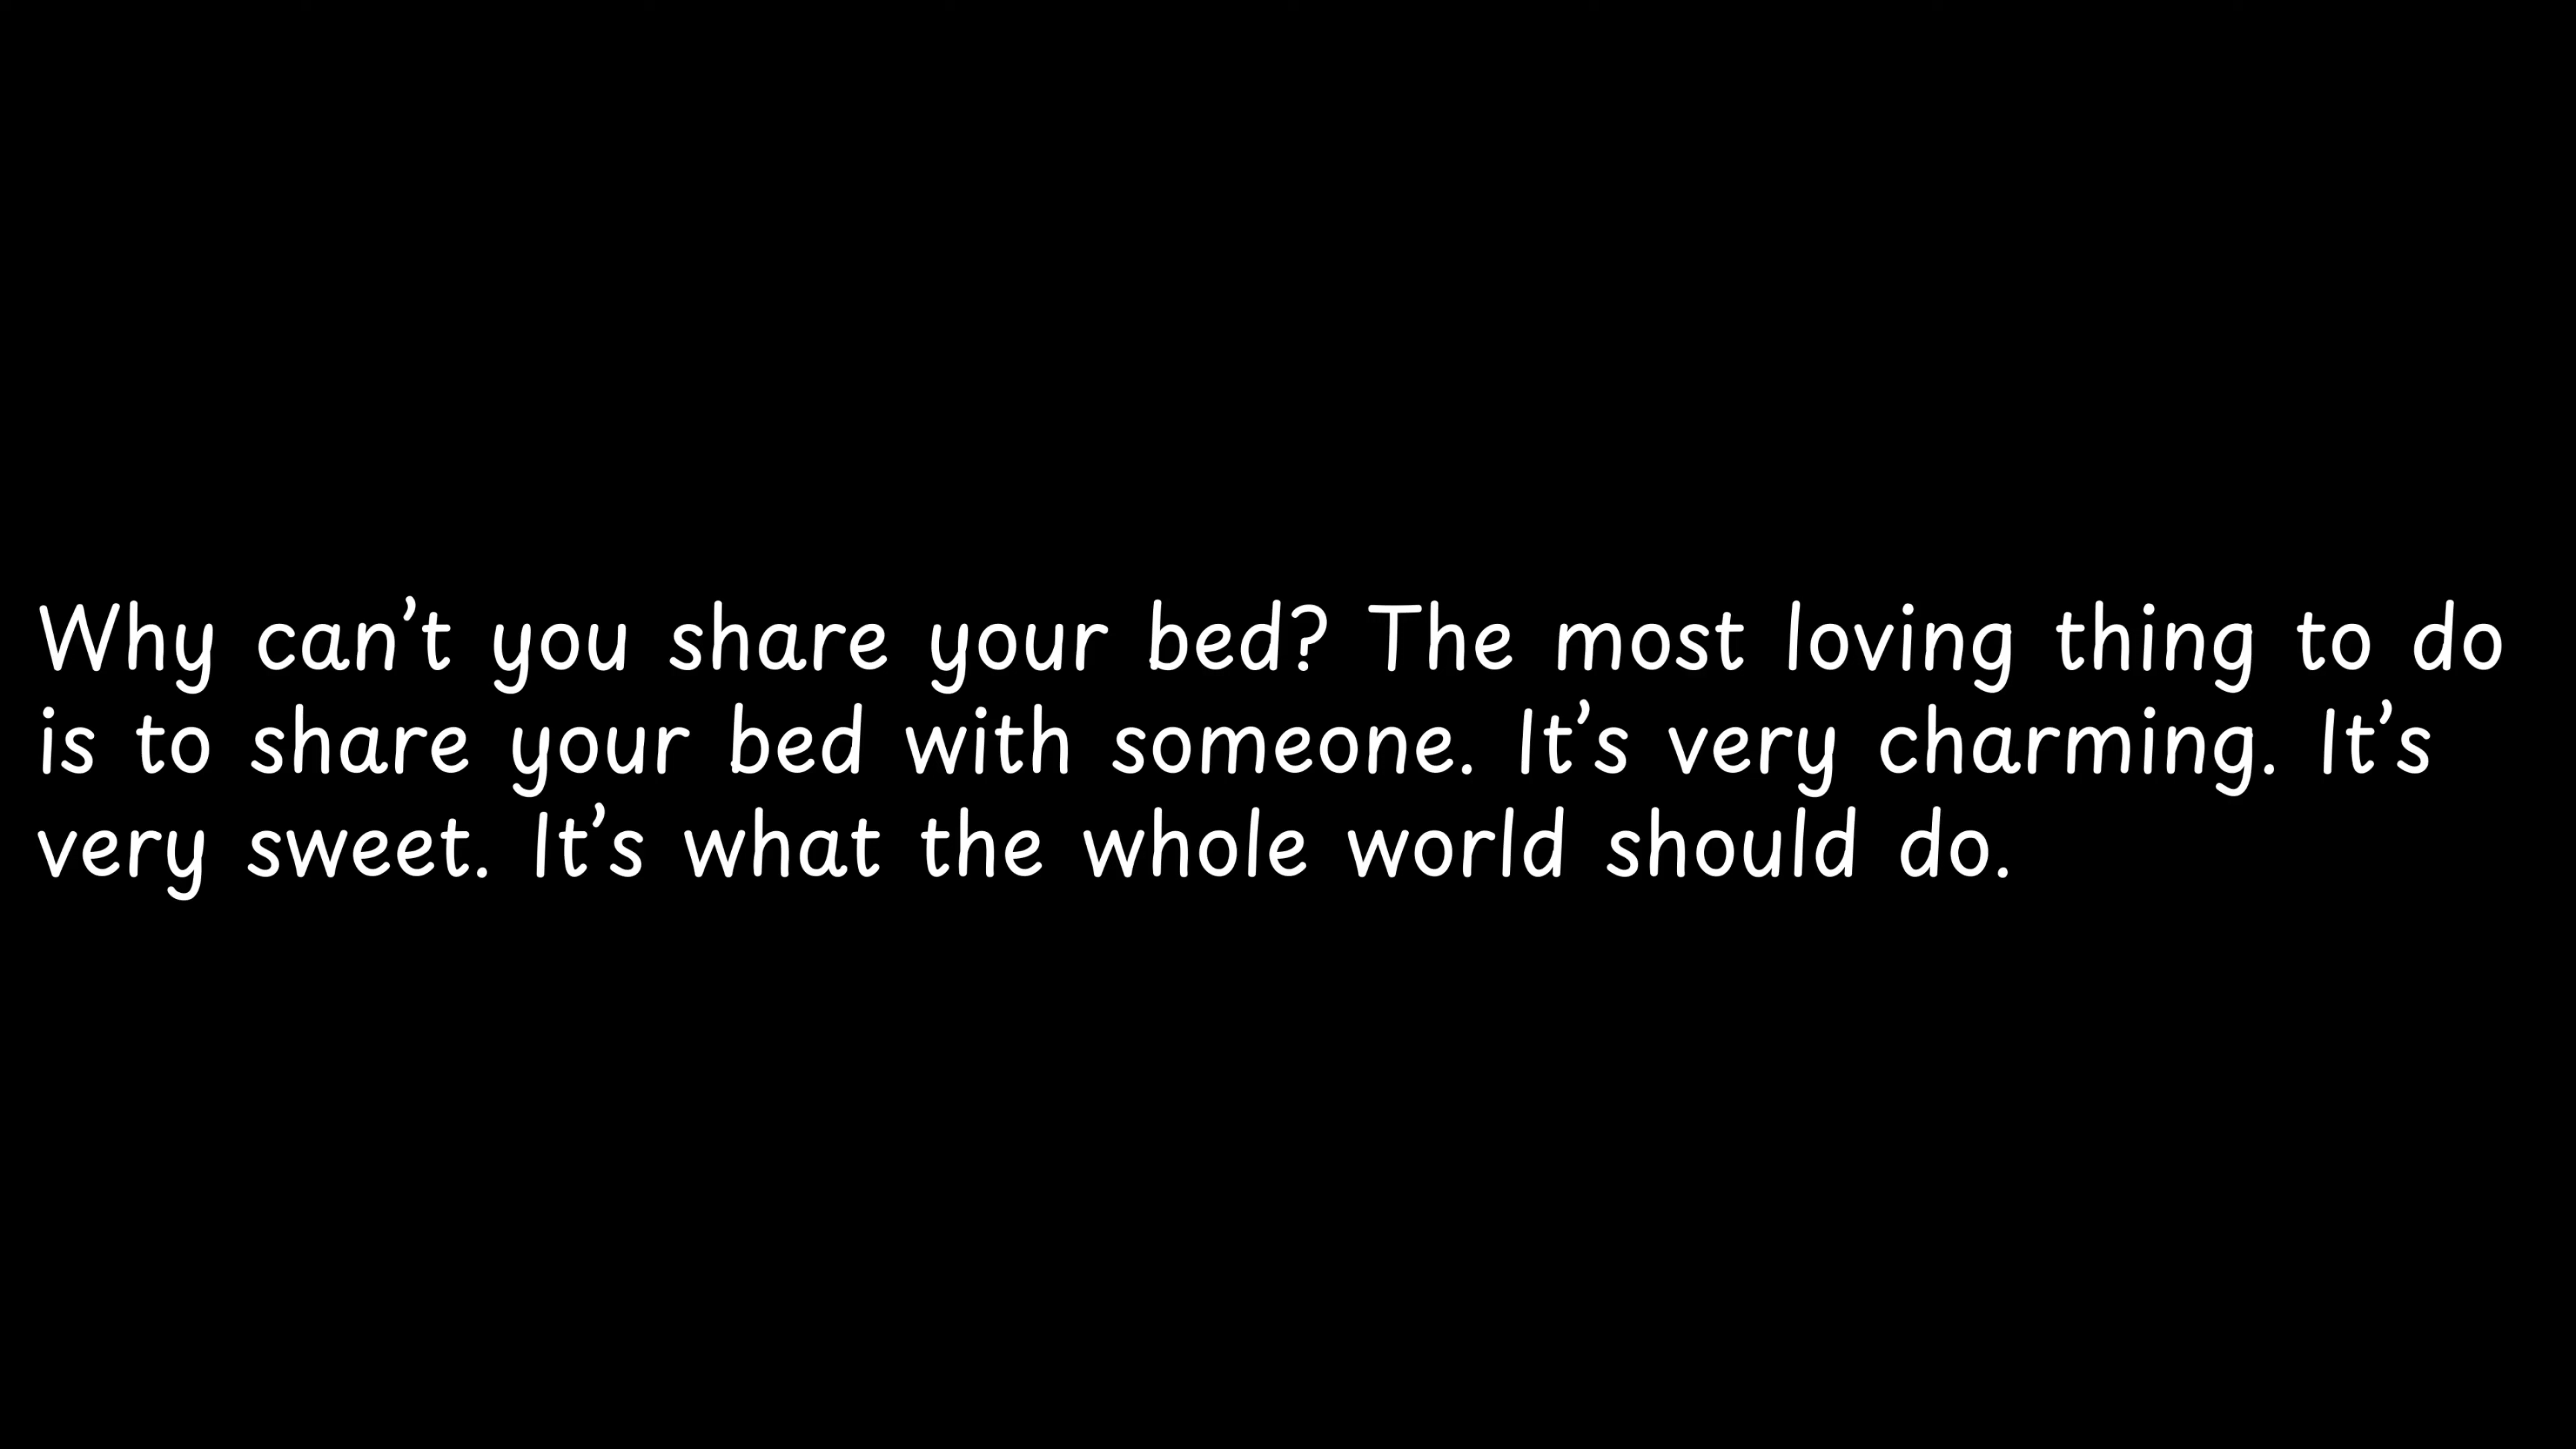 Why can’t you share your bed? The most loving thing to do
is to share your bed with someone. It’s very charming. It’s
very sweet. It’s what the whole world should do.